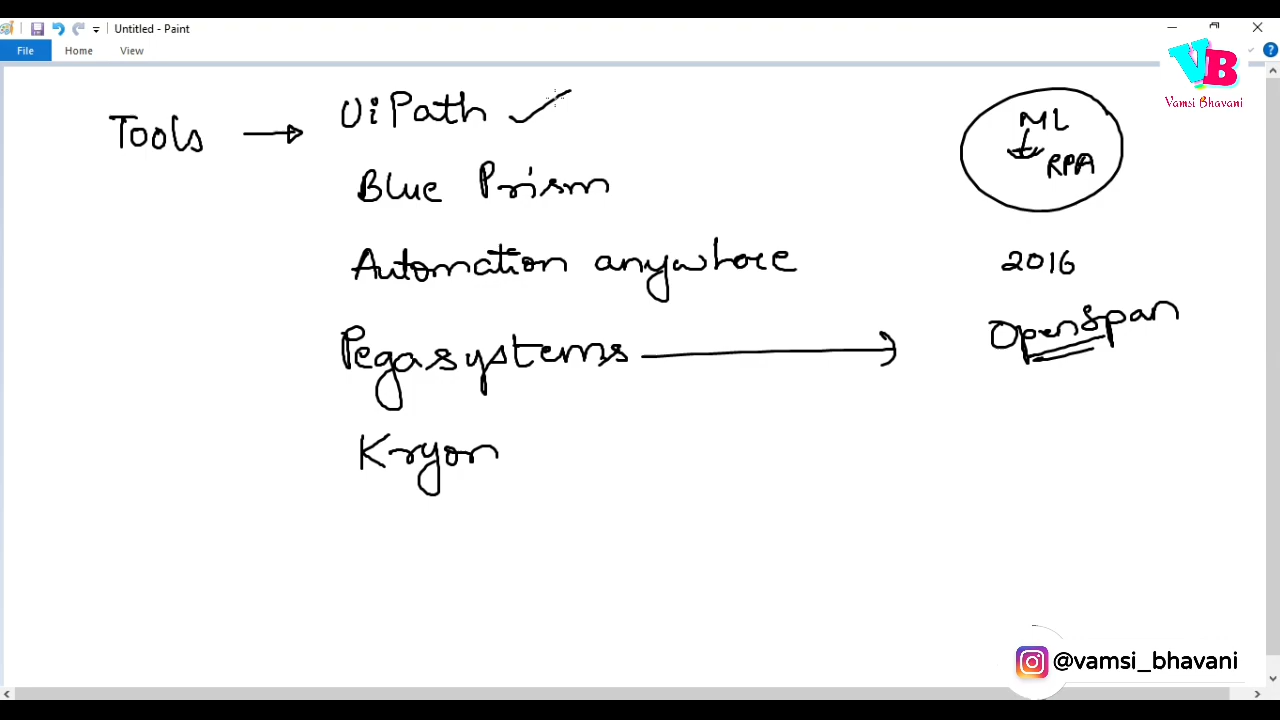 Untitled - Paint
File Home View
VB
Vamsi Bhavani
Tools → UiPath ✓
Blue Prism
Automation anywhere
Pegasystems →
Kryon
ML
RPA
2016
OpenSpan
@vamsi_bhavani